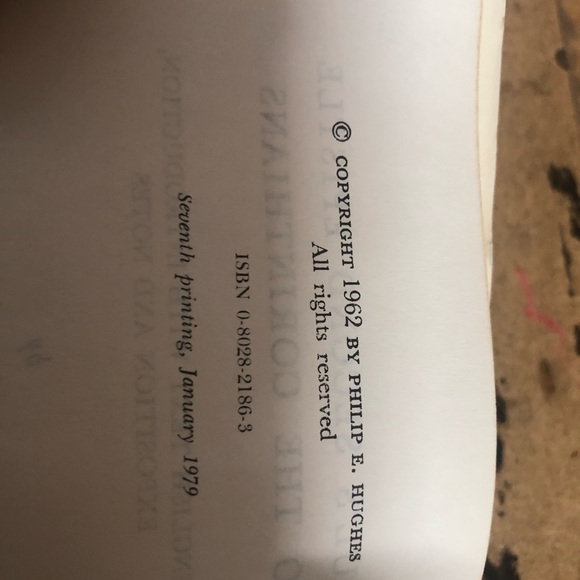 © COPYRIGHT 1962 BY PHILIP E. HUGHES
All rights reserved
ISBN 0-8028-2186-3
Seventh printing, January 1979